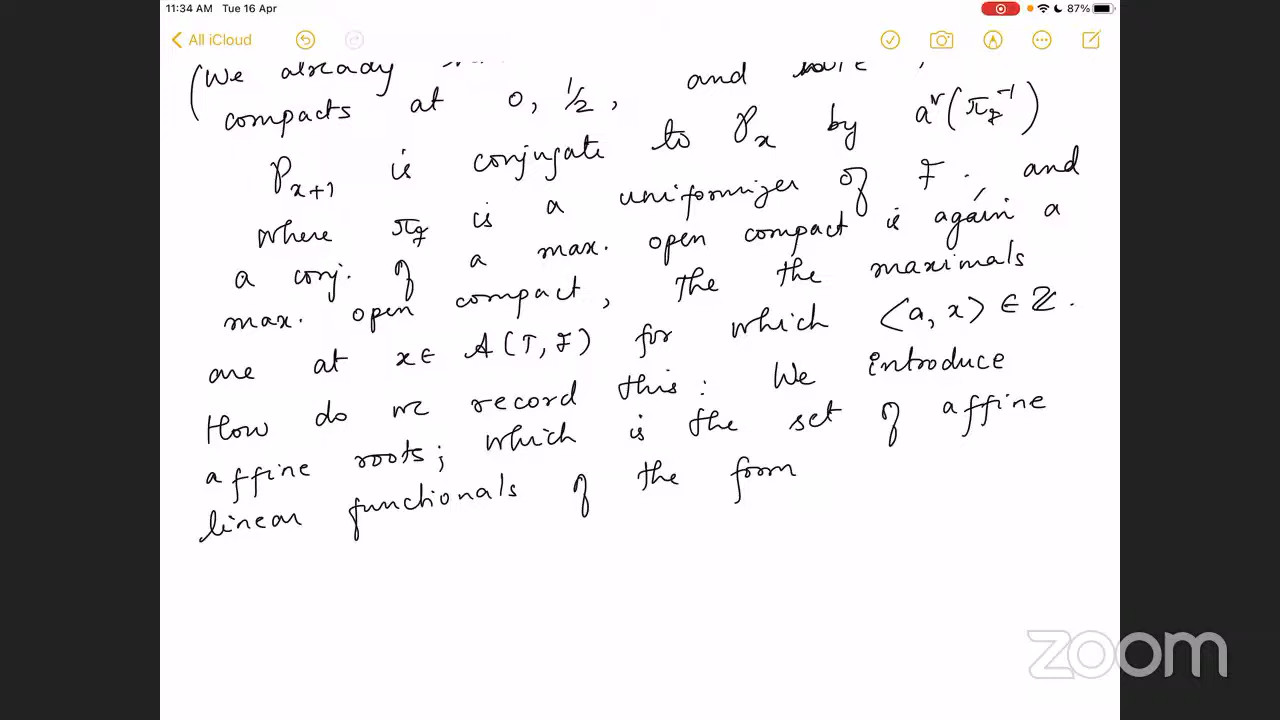 11:34 AM Tue 16 Apr
87%
All iCloud
(We already
compacts at 0, 1/2, and
P_{x+1} is conjugate to P_x by a^v(π_F^{-1})
where π_F is a uniformizer of F, and
a conj. of a max. open compact is again a
max. open compact, the the maximals
are at x ∈ A(T, F) for which ⟨a, x⟩ ∈ ℤ.
How do we record this: We introduce
affine roots; which is the set of affine
linear functionals of the form
zoom